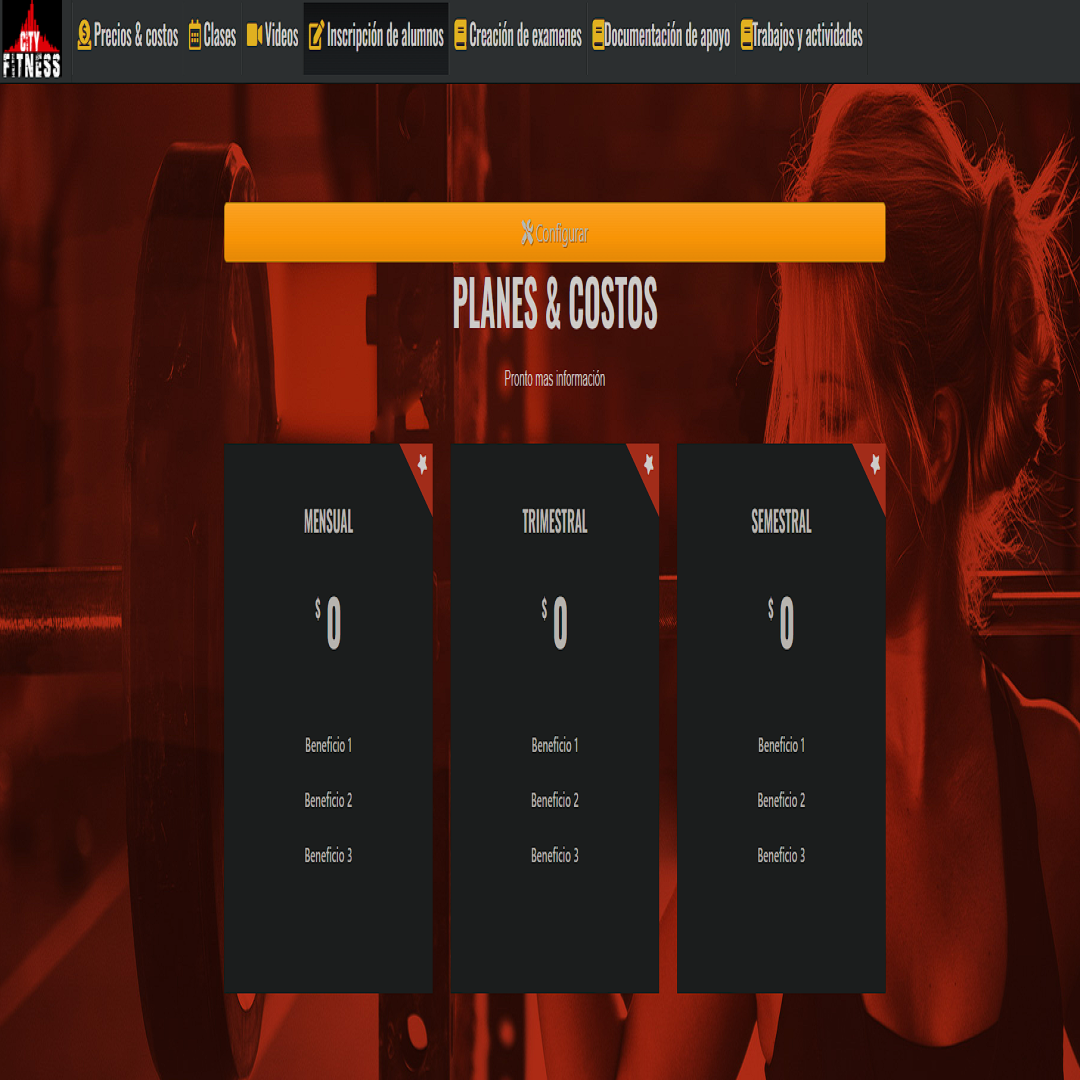 CITY
FITNESS
Precios & costos
Clases
Videos
Inscripción de alumnos
Creación de examenes
Documentación de apoyo
Trabajos y actividades
Configurar
PLANES & COSTOS
Pronto mas información
MENSUAL
$ 0
Beneficio 1
Beneficio 2
Beneficio 3
TRIMESTRAL
$ 0
Beneficio 1
Beneficio 2
Beneficio 3
SEMESTRAL
$ 0
Beneficio 1
Beneficio 2
Beneficio 3